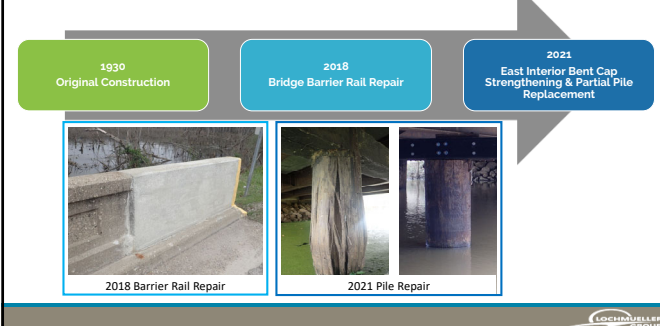 1930
Original Construction
2018
Bridge Barrier Rail Repair
2021
East Interior Bent Cap
Strengthening & Partial Pile
Replacement
2018 Barrier Rail Repair
2021 Pile Repair
LOCHMUELLER